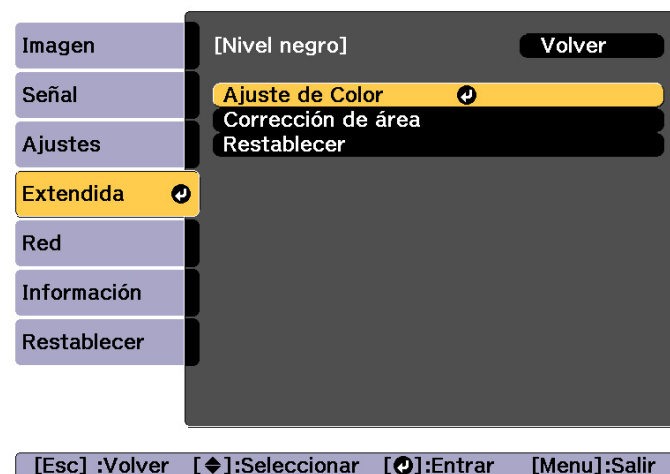 Imagen
Señal
Ajustes
Extendida
Red
Información
Restablecer
[Nivel negro] Volver
Ajuste de Color
Corrección de área
Restablecer
[Esc] :Volver [◆]:Seleccionar [↵]:Entrar [Menu]:Salir